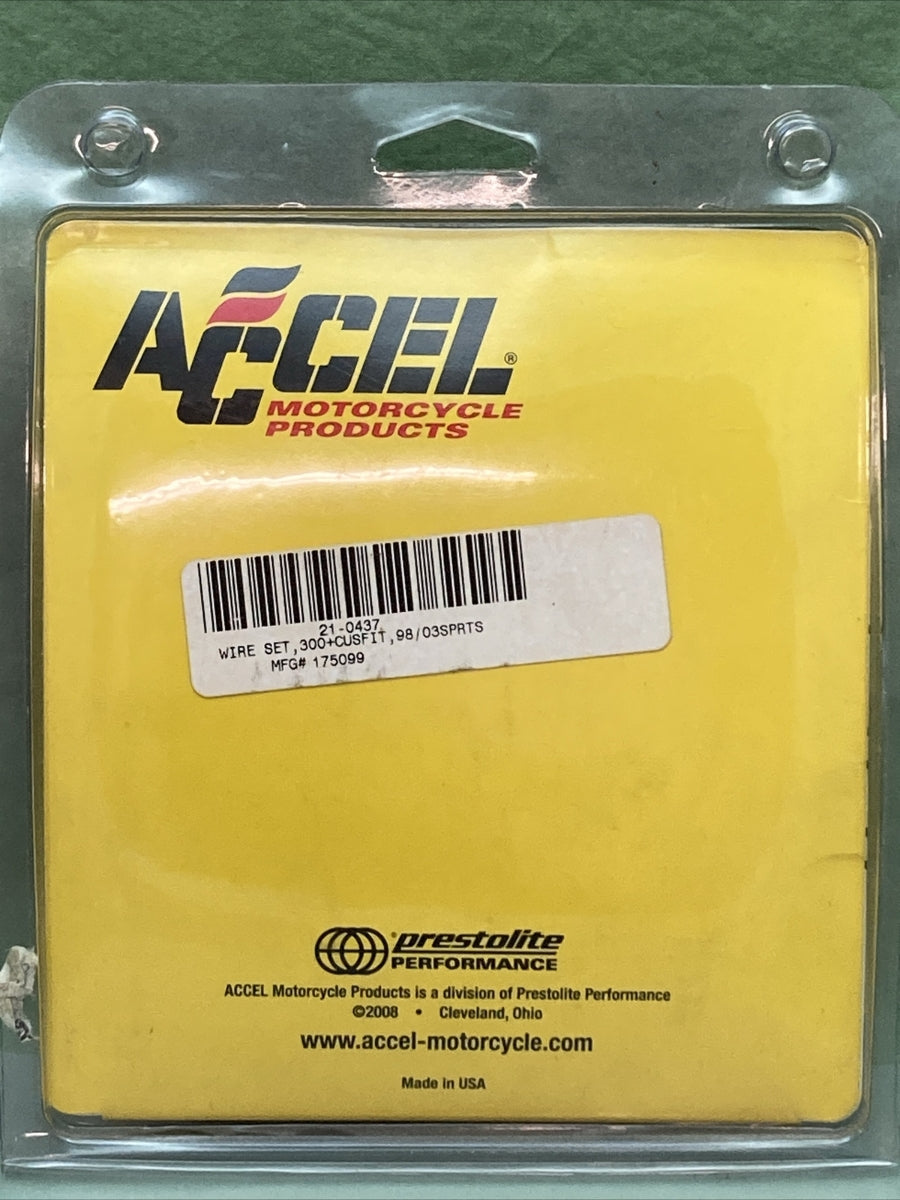 ACCEL®
MOTORCYCLE
PRODUCTS
21-0437
WIRE SET,300+CUSFIT,98/03SPRTS
MFG# 175099
prestolite
PERFORMANCE
ACCEL Motorcycle Products is a division of Prestolite Performance
©2008 • Cleveland, Ohio
www.accel-motorcycle.com
Made in USA